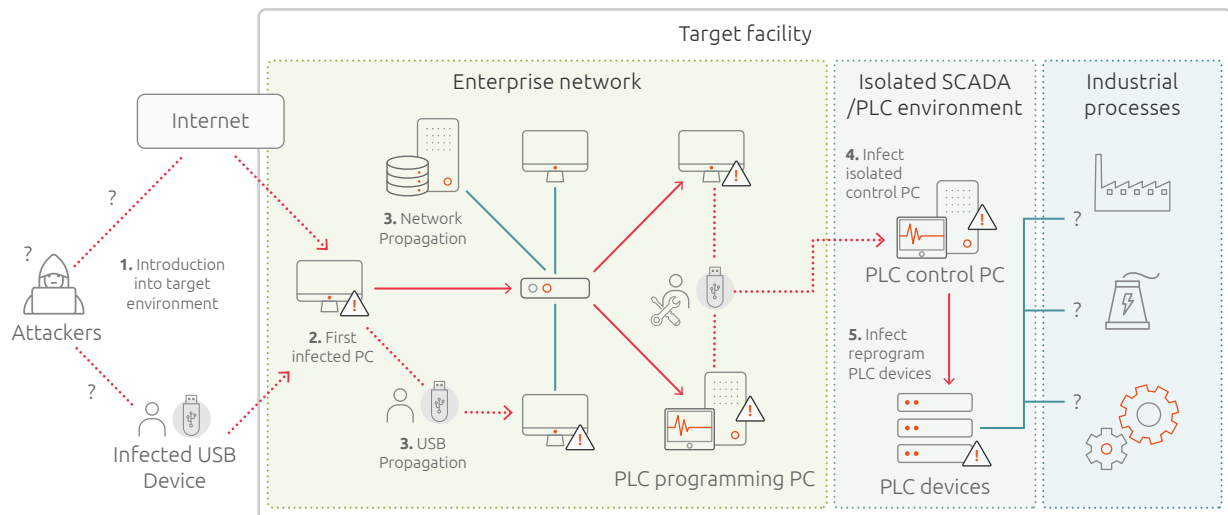 Target facility
Enterprise network
Isolated SCADA
/PLC environment
Industrial
processes
Internet
?
?
Attackers
1. Introduction
into target
environment
?
Infected USB
Device
2. First
infected PC
3. Network
Propagation
3. USB
Propagation
PLC programming PC
4. Infect
isolated
control PC
PLC control PC
5. Infect
reprogram
PLC devices
PLC devices
?
?
?
!
!
!
!
!
!